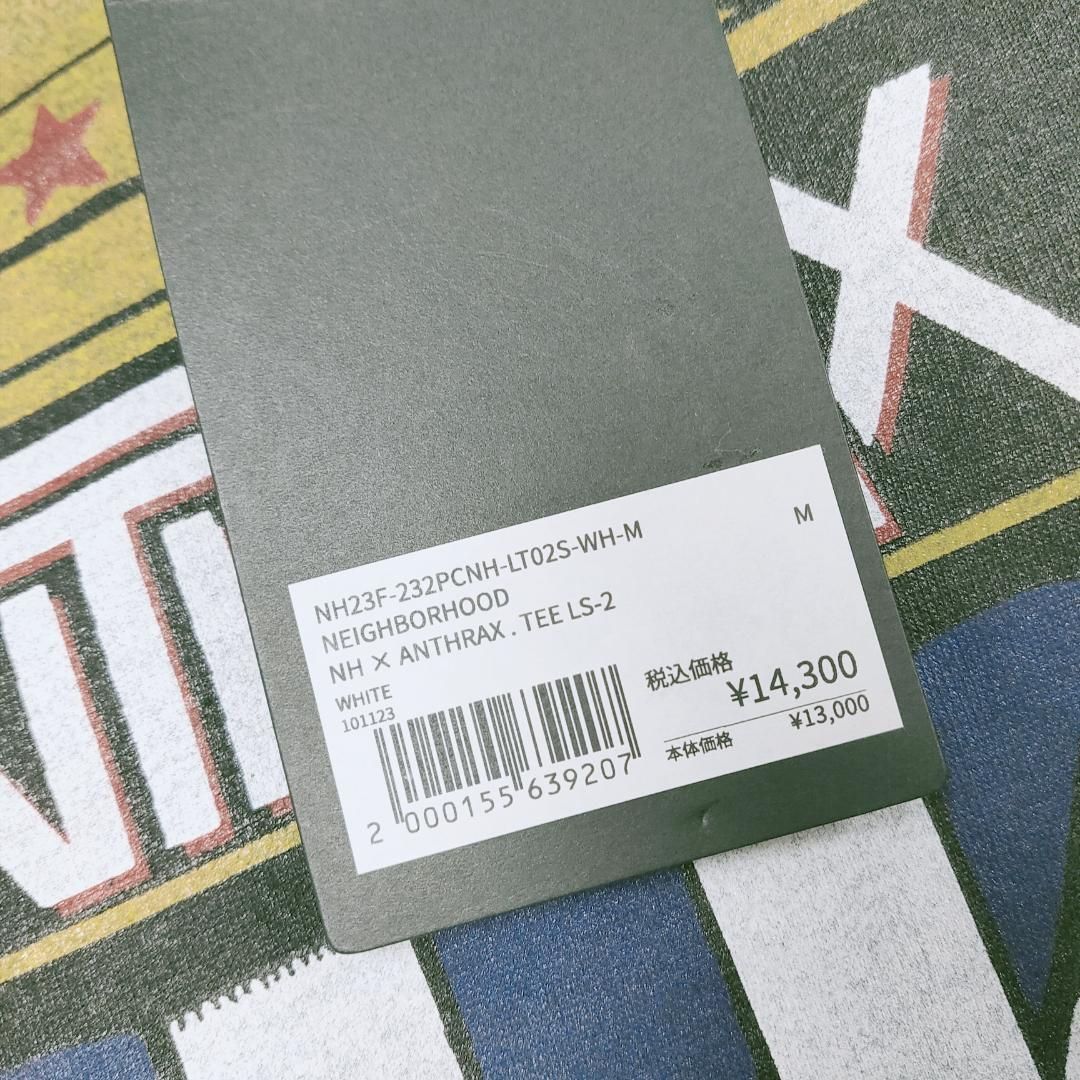 NH23F-232PCNH-LT02S-WH-M
M
NEIGHBORHOOD
NH × ANTHRAX . TEE LS-2
WHITE
101123
税込価格
¥14,300
本体価格 ¥13,000
2 000155 639207